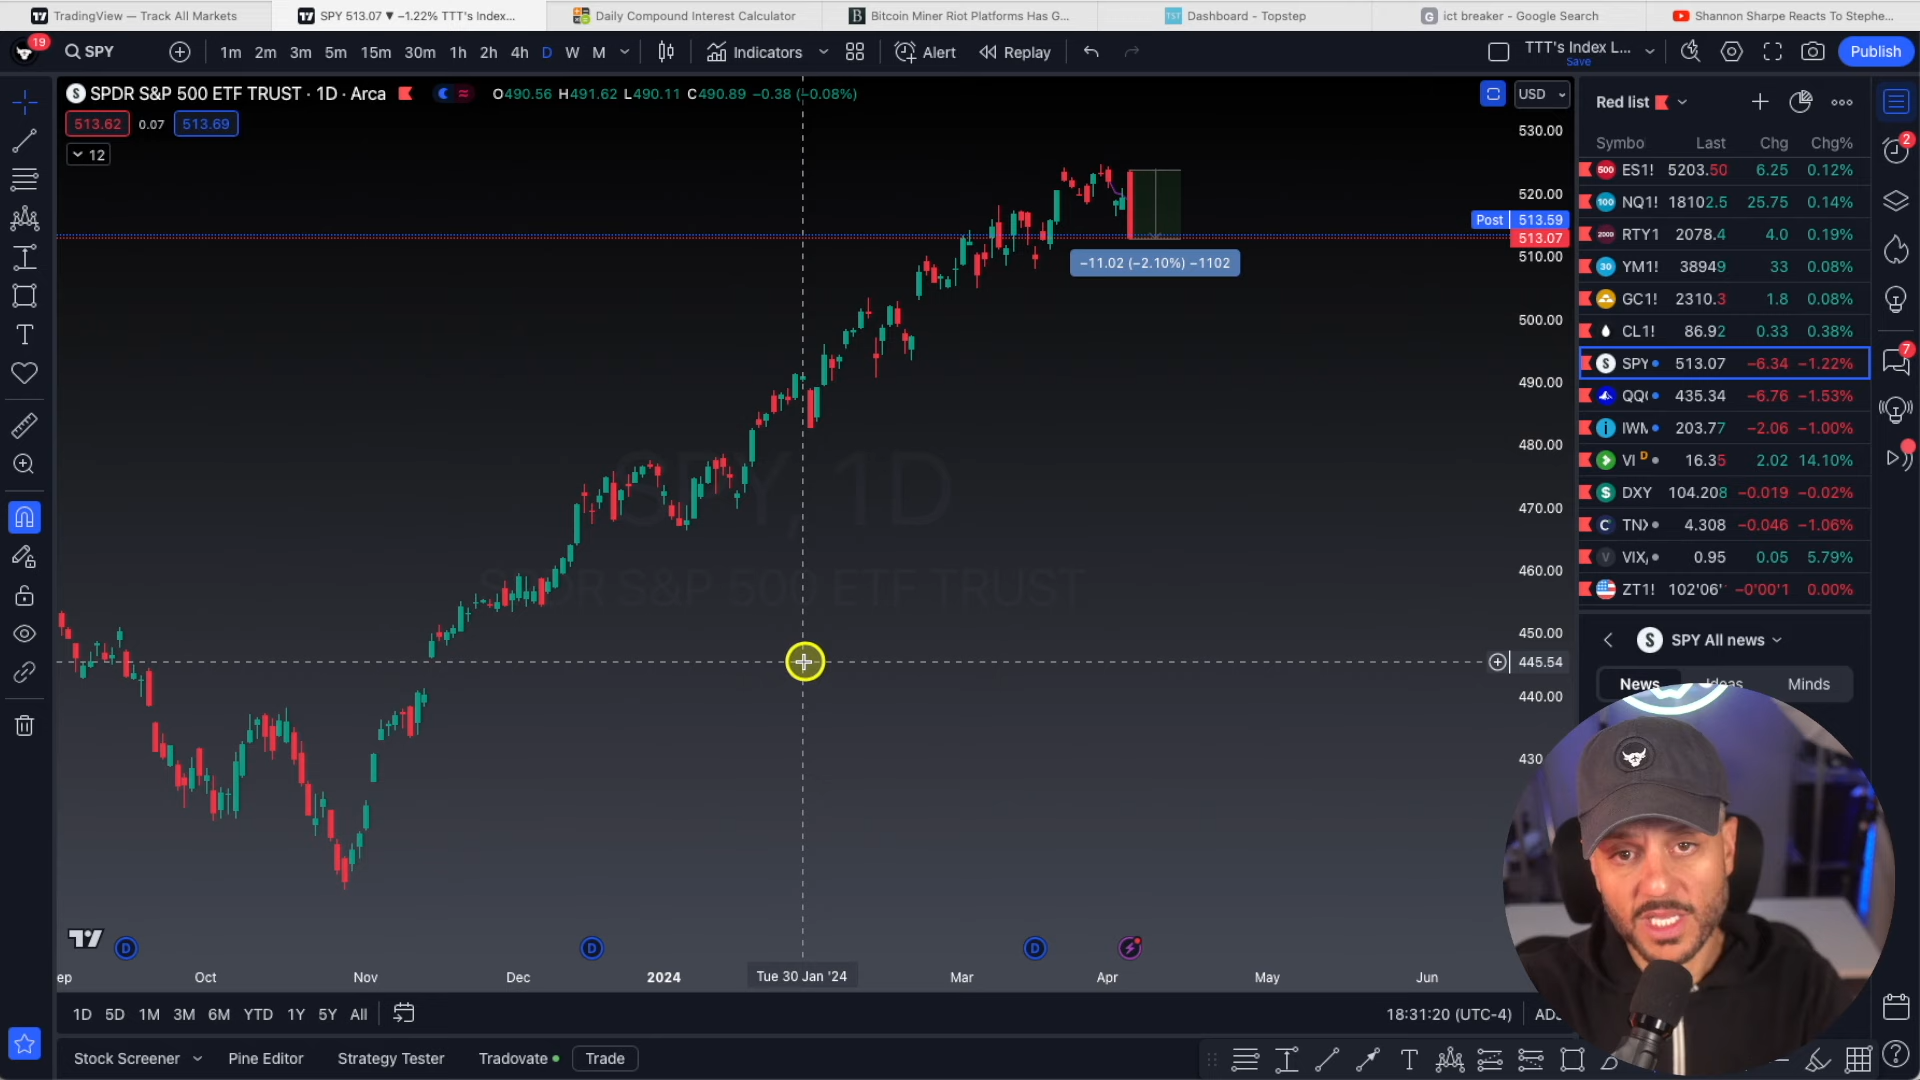 TradingView — Track All Markets
SPY 513.07 ▼ −1.22% TTT's Index...
Daily Compound Interest Calculator
Bitcoin Miner Riot Platforms Has G...
Dashboard - Topstep
ict breaker - Google Search
Shannon Sharpe Reacts To Stephe...
19
SPY
1m 2m 3m 5m 15m 30m 1h 2h 4h D W M
Indicators
Alert
Replay
TTT's Index L...
Save
Publish
SPDR S&P 500 ETF TRUST · 1D · Arca
O490.56 H491.62 L490.11 C490.89 −0.38 (−0.08%)
USD
513.62 0.07 513.69
12
530.00
520.00
Post 513.59
513.07
510.00
500.00
490.00
480.00
470.00
460.00
450.00
445.54
440.00
430
−11.02 (−2.10%) −1102
SPY, 1D
SPDR S&P 500 ETF TRUST
Red list
Symbo Last Chg Chg%
500 ES1! 5203.50 6.25 0.12%
100 NQ1! 18102.5 25.75 0.14%
2000 RTY1 2078.4 4.0 0.19%
30 YM1! 38949 33 0.08%
GC1! 2310.3 1.8 0.08%
CL1! 86.92 0.33 0.38%
S SPY 513.07 −6.34 −1.22%
QQ 435.34 −6.76 −1.53%
IWM 203.77 −2.06 −1.00%
VI D 16.35 2.02 14.10%
DXY 104.208 −0.019 −0.02%
TNX 4.308 −0.046 −1.06%
VIX 0.95 0.05 5.79%
ZT1! 102'06' −0'00'1 0.00%
2
7
SPY All news
News Ideas Minds
D D D
ep Oct Nov Dec 2024 Tue 30 Jan '24 Mar Apr May Jun
1D 5D 1M 3M 6M YTD 1Y 5Y All
18:31:20 (UTC-4)
ADJ
Stock Screener
Pine Editor
Strategy Tester
Tradovate
Trade